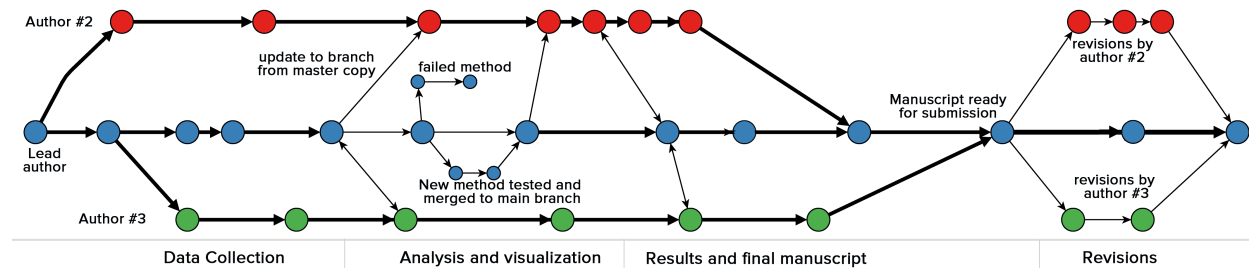 Author #2
update to branch
from master copy
failed method
revisions by
author #2
Manuscript ready
for submission
Lead
author
New method tested and
merged to main branch
revisions by
author #3
Author #3
Data Collection
Analysis and visualization
Results and final manuscript
Revisions